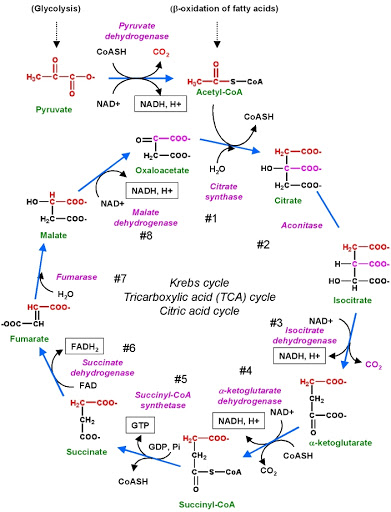 (Glycolysis)
(β-oxidation of fatty acids)
Pyruvate
dehydrogenase
CoASH
CO2
O
H3C
COO-
O
Pyruvate
NAD+
NADH, H+
O
H3C
S
CoA
Acetyl-CoA
CoASH
O
COO-
H2C
COO-
Oxaloacetate
H2O
Citrate
synthase
#1
H2C
COO-
HO
COO-
H2C
COO-
Citrate
Aconitase
#2
H2C
COO-
H
COO-
HO
COO-
H
Isocitrate
#3
NAD+
Isocitrate
dehydrogenase
NADH, H+
CO2
H2C
COO-
H2C
COO-
O
α-ketoglutarate
#4
α-ketoglutarate
dehydrogenase
NADH, H+
NAD+
CoASH
CO2
H2C
COO-
H2C
S
CoA
O
Succinyl-CoA
#5
Succinyl-CoA
synthetase
GTP
GDP, Pi
CoASH
H2C
COO-
H2C
COO-
Succinate
#6
FADH2
Succinate
dehydrogenase
FAD
HC
COO-
-OOC
CH
Fumarate
#7
Fumarase
H2O
H
HO
COO-
H2C
COO-
Malate
NADH, H+
NAD+
Malate
dehydrogenase
#8
Krebs cycle
Tricarboxylic acid (TCA) cycle
Citric acid cycle